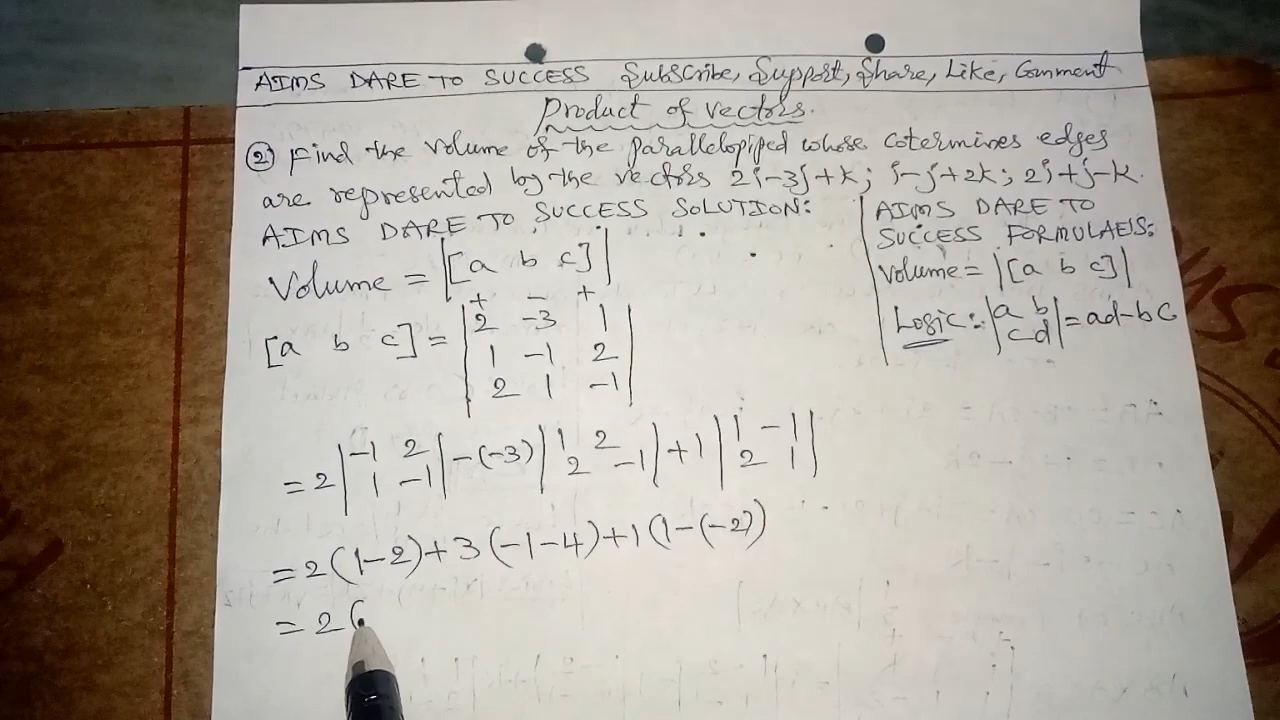 AIMS DARE TO SUCCESS Subscribe, Support, Share, Like, Comment
Product of vectors.
② Find the volume of the parallelopiped whose cotermines edges
are represented by the vectors 2i-3j+k; i-j+2k; 2i+j-k.
AIMS DARE TO SUCCESS SOLUTION:
Volume = |[a b c]|
+ - +
[a b c] = |2 -3 1|
|1 -1 2|
|2 1 -1|
= 2 |-1 2| -(-3) |1 2| +1 |1 -1|
|1 -1| |2 -1| |2 1|
= 2(1-2)+3(-1-4)+1(1-(-2))
= 2(
AIMS DARE TO
SUCCESS FORMULAEIS:
Volume = |[a b c]|
Logic: |a b| = ad-bc
|c d|